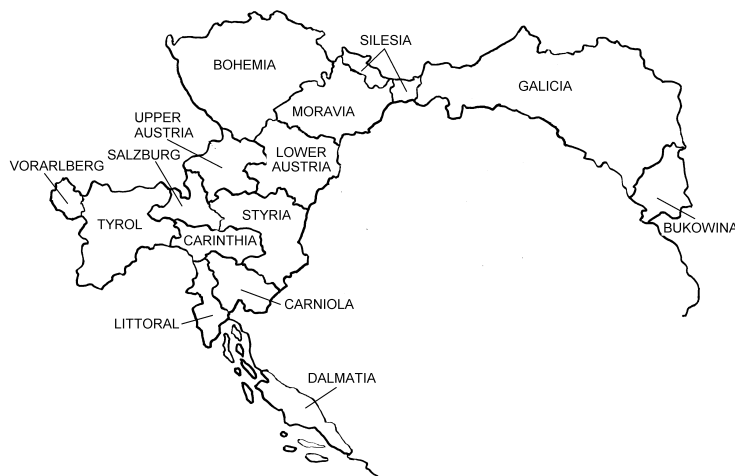 SILESIA
BOHEMIA
GALICIA
MORAVIA
UPPER
AUSTRIA
LOWER
AUSTRIA
SALZBURG
VORARLBERG
STYRIA
TYROL
BUKOWINA
CARINTHIA
CARNIOLA
LITTORAL
DALMATIA